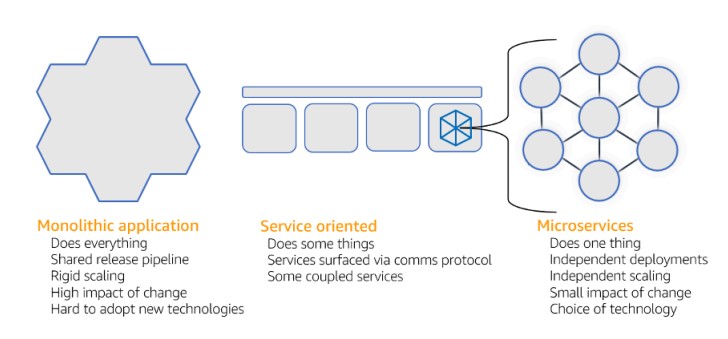 Monolithic application
Does everything
Shared release pipeline
Rigid scaling
High impact of change
Hard to adopt new technologies
Service oriented
Does some things
Services surfaced via comms protocol
Some coupled services
Microservices
Does one thing
Independent deployments
Independent scaling
Small impact of change
Choice of technology